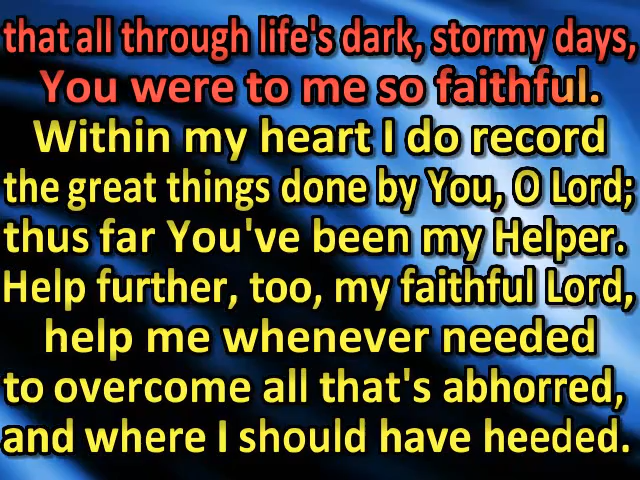 that all through life's dark, stormy days,
You were to me so faithful.
Within my heart I do record
the great things done by You, O Lord;
thus far You've been my Helper.
Help further, too, my faithful Lord,
help me whenever needed
to overcome all that's abhorred,
and where I should have heeded.